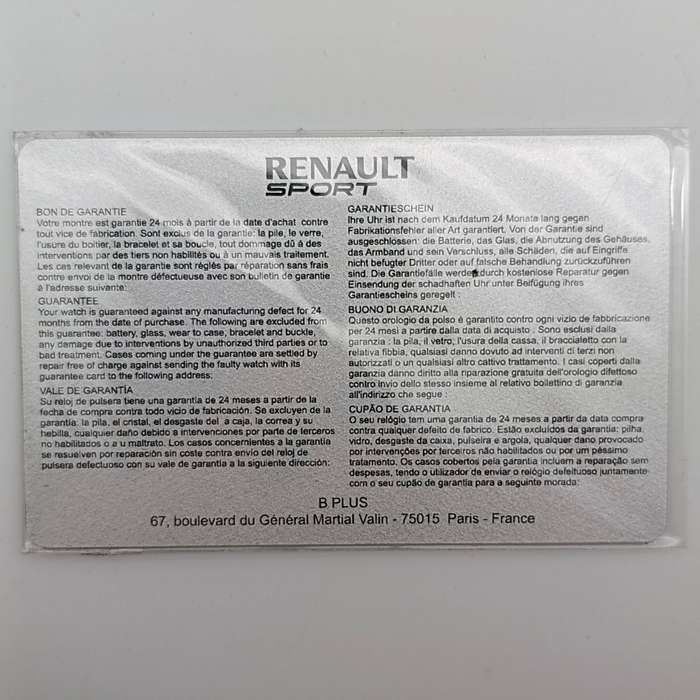 RENAULT
SPORT
BON DE GARANTIE
Votre montre est garantie 24 mois à partir de la date d'achat contre
tout vice de fabrication. Sont exclus de la garantie: la pile, le verre,
l'usure du boitier, la bracelet et sa boucle, tout dommage dû à des
interventions par des tiers non habilités ou à un mauvais traitement.
Les cas relevant de la garantie sont réglés par réparation sans frais
contre envoi de la montre défectueuse avec son bulletin de garantie
à l'adresse suivante:
GUARANTEE
Your watch is guaranteed against any manufacturing defect for 24
months from the date of purchase. The following are excluded from
this guarantee: battery, glass, wear to case, bracelet and buckle,
any damage due to interventions by unauthorized third parties or to
bad treatment. Cases coming under the guarantee are settled by
repair free of charge against sending the faulty watch with its
guarantee card to the following address:
VALE DE GARANTÍA
Su reloj de pulsera tiene una garantía de 24 meses a partir de la
fecha de compra contra todo vicio de fabricación. Se excluyen de la
garantía: la pila, el cristal, el desgaste del a caja, la correa y su
hebilla, cualquier daño debido a intervenciones por parte de terceros
no habilitados o a u maltrato. Los casos concernientes a la garantía
se resuelven por reparación sin coste contra envío del reloj de
pulsera defectuoso con su vale de garantía a la siguiente dirección:
GARANTIESCHEIN
Ihre Uhr ist nach dem Kaufdatum 24 Monate lang gegen
Fabrikationsfehler aller Art garantiert. Von der Garantie sind
ausgeschlossen: die Batterie, das Glas, die Abnutzung des Gehäuses,
das Armband und sein Verschluss, alle Schäden, die auf Eingriffe
nicht befugter Dritter oder auf falsche Behandlung zurückzuführen
sind. Die Garantiefälle werden durch kostenlose Reparatur gegen
Einsendung der schadhaften Uhr unter Beifügung ihres
Garantiescheins geregelt :
BUONO DI GARANZIA
Questo orologio da polso è garantito contro ogni vizio de fabbricazione
per 24 mesi a partire dalla data di acquisto . Sono esclusi dalla
garanzia : la pila, il vetro, l'usura della cassa, il braccialetto con la
relativa fibbia, qualsiasi danno dovuto ad interventi di terzi non
autorizzati o un qualsiasi altro cattivo trattamento. I casi coperti dalla
garanzia danno diritto alla riparazione gratuita dell'orologio difettoso
contro invio dello stesso insieme al relativo bollettino di garanzia
all'indirizzo che segue :
CUPÃO DE GARANTIA
O seu relógio tem uma garantia de 24 meses a partir da data compra
contra qualquer defeito de fabrico. Estão excluídos da garantia: pilha,
vidro, desgaste da caixa, pulseira e argola, qualquer dano provocado
por intervenções por terceiros não habilitados ou por um péssimo
tratamento. Os casos cobertos pela garantia incluem a reparação sem
despesas, tendo o utilizador de enviar o relógio defeituoso juntamente
com o seu cupão de garantia para a seguinte morada:
B PLUS
67, boulevard du Général Martial Valin - 75015 Paris - France